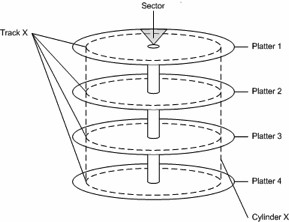 Sector
Track X
Platter 1
Platter 2
Platter 3
Platter 4
Cylinder X